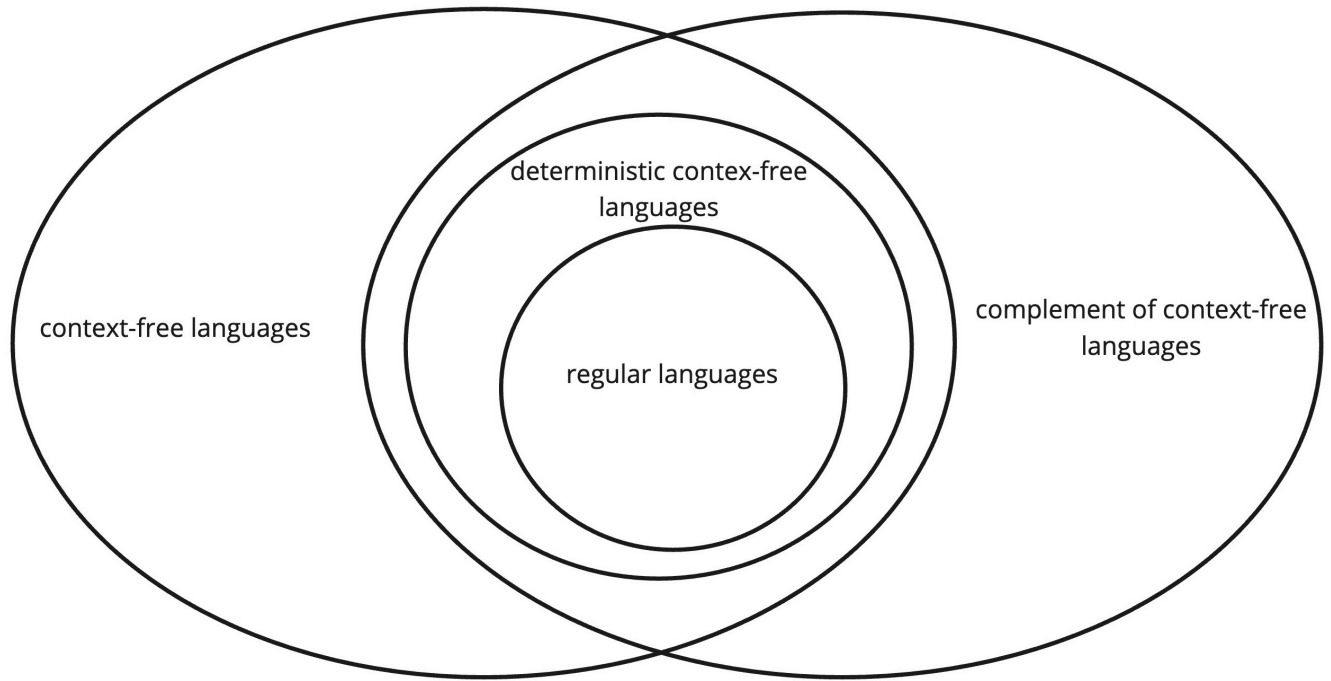 deterministic contex-free
languages
context-free languages
regular languages
complement of context-free
languages